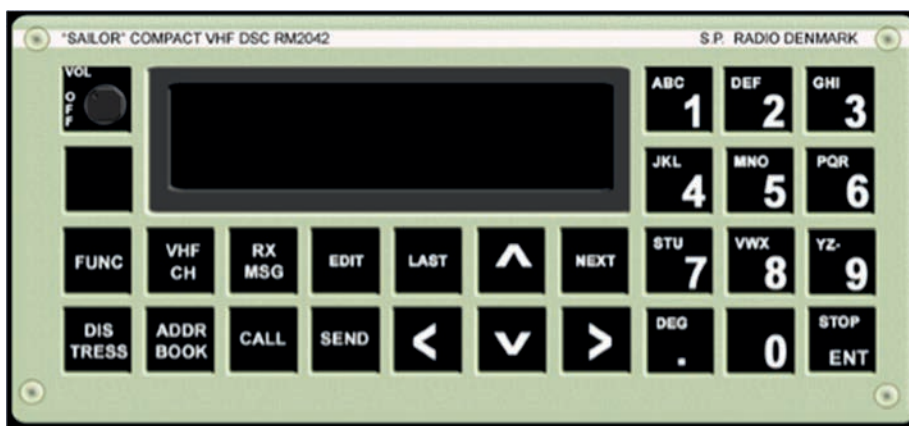 "SAILOR" COMPACT VHF DSC RM2042 S.P. RADIO DENMARK
VOL
OFF
ABC 1 DEF 2 GHI 3
JKL 4 MNO 5 PQR 6
FUNC VHF CH RX MSG EDIT LAST ^ NEXT STU 7 VWX 8 YZ- 9
DIS TRESS ADDR BOOK CALL SEND < v > DEG . 0 STOP ENT